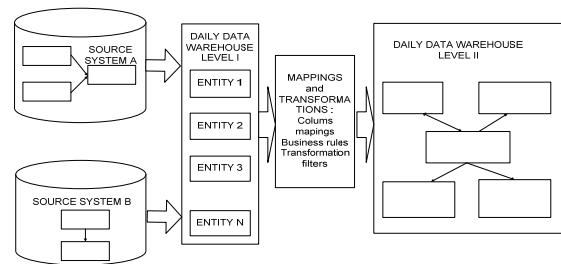 SOURCE
SYSTEM A
SOURCE SYSTEM B
DAILY DATA
WAREHOUSE
LEVEL I
ENTITY 1
ENTITY 2
ENTITY 3
ENTITY N
MAPPINGS
and
TRANSFORMA
TIONS :
Colums
mapings
Business rules
Transformation
filters
DAILY DATA WAREHOUSE
LEVEL II